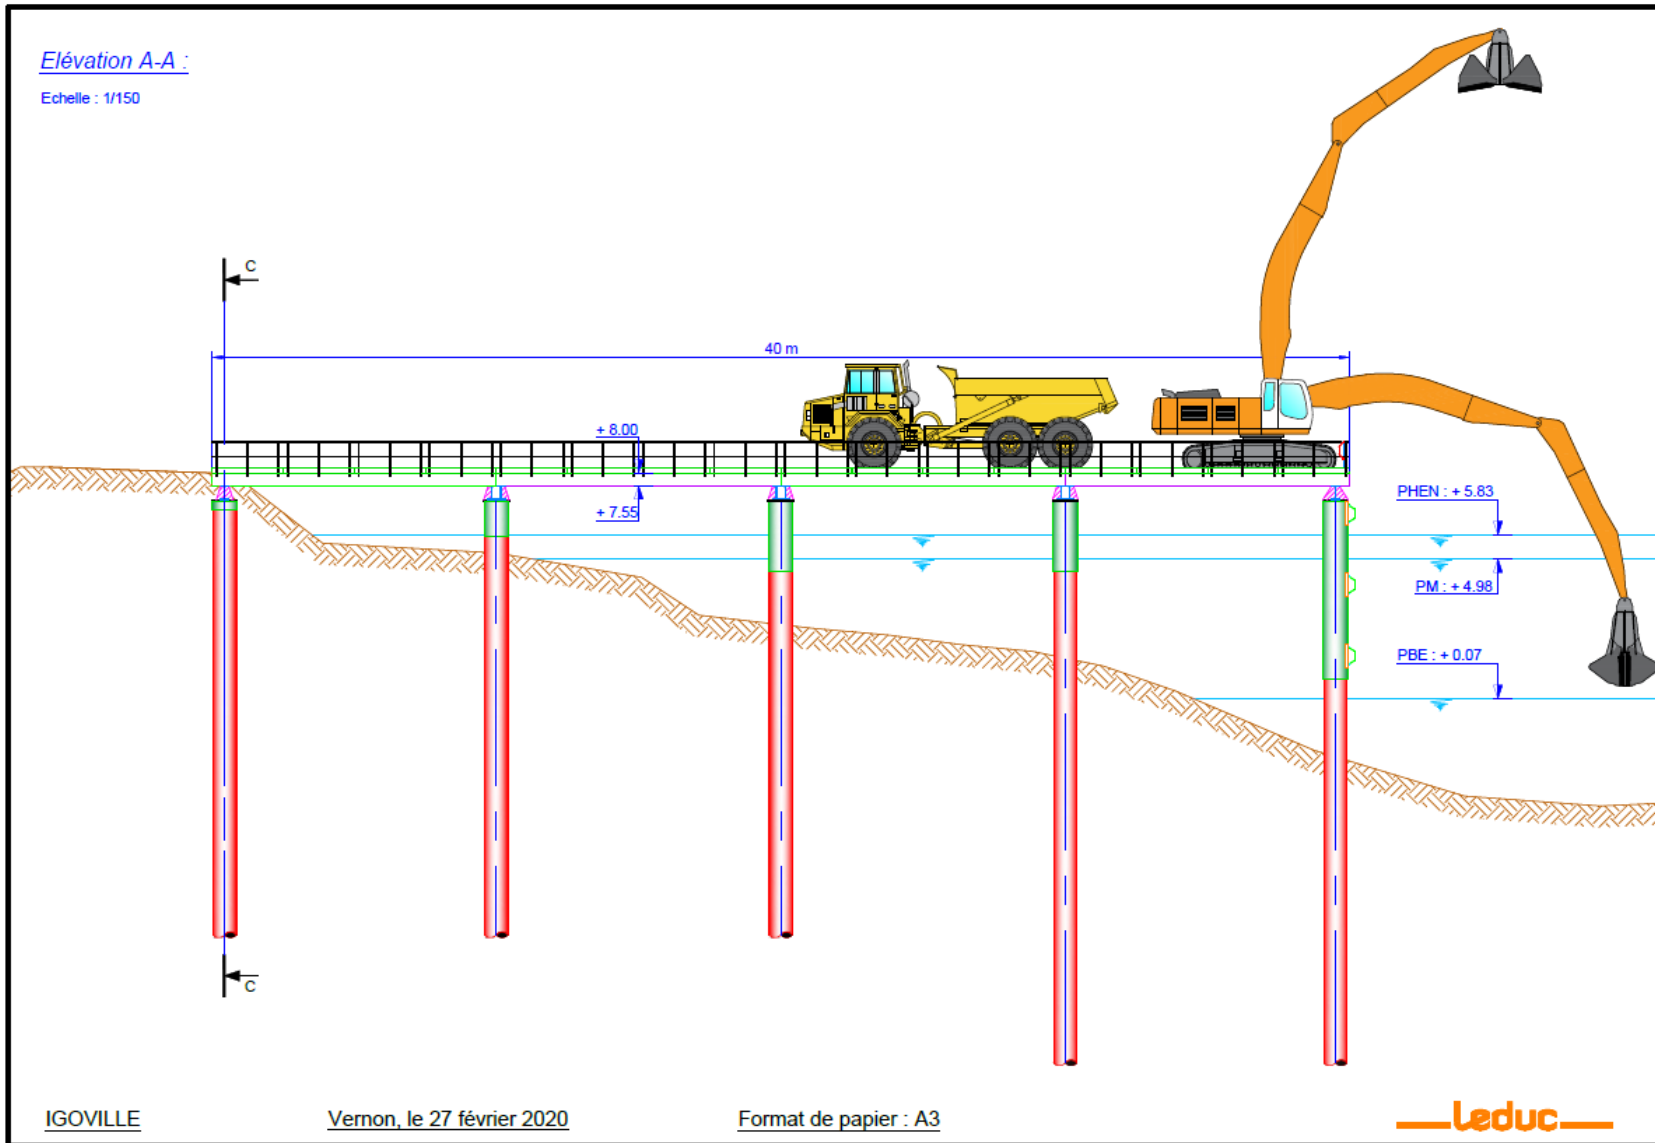 Elévation A-A :
Echelle : 1/150
C
40 m
+ 8.00
+ 7.55
PHEN : + 5.83
PM : + 4.98
PBE : + 0.07
C
IGOVILLE
Vernon, le 27 février 2020
Format de papier : A3
Leduc